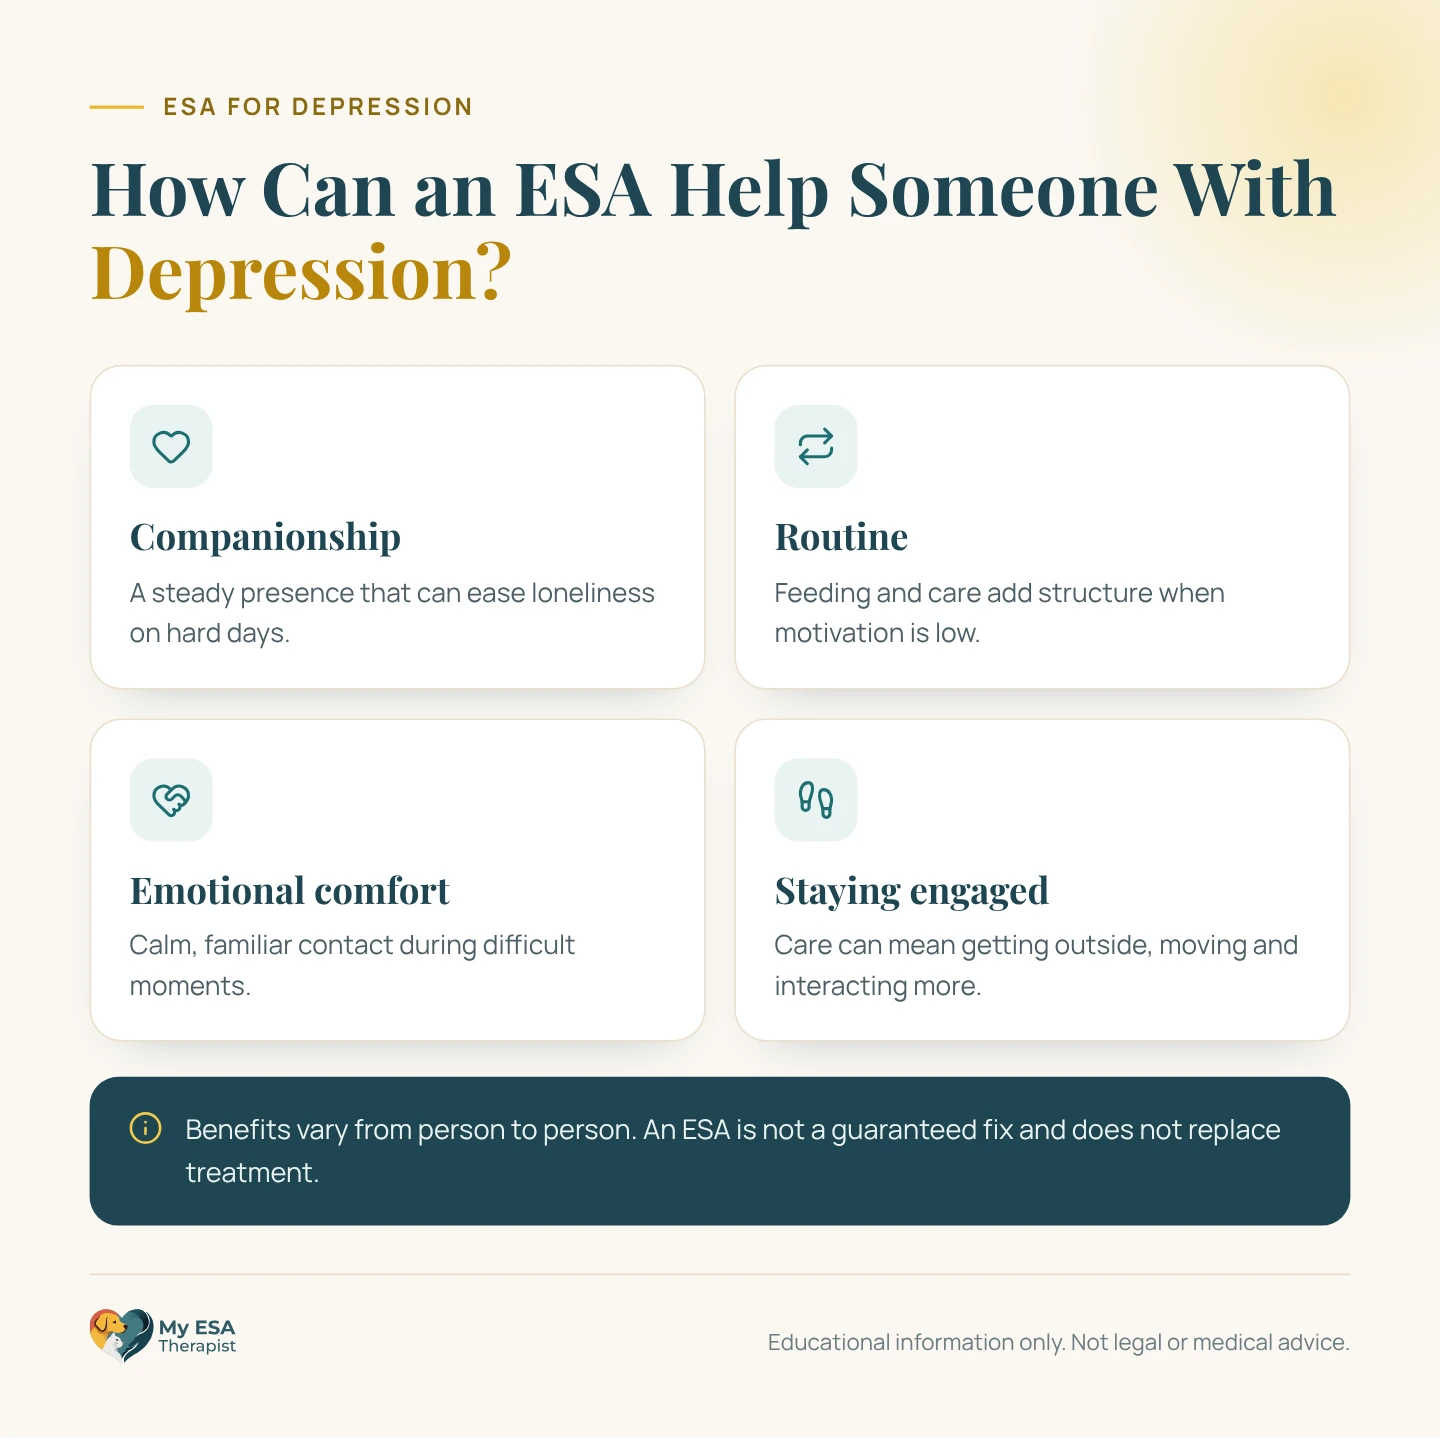 ESA FOR DEPRESSION
How Can an ESA Help Someone With
Depression?
Companionship
A steady presence that can ease loneliness
on hard days.
Routine
Feeding and care add structure when
motivation is low.
Emotional comfort
Calm, familiar contact during difficult
moments.
Staying engaged
Care can mean getting outside, moving and
interacting more.
Benefits vary from person to person. An ESA is not a guaranteed fix and does not replace
treatment.
My ESA
Therapist
Educational information only. Not legal or medical advice.